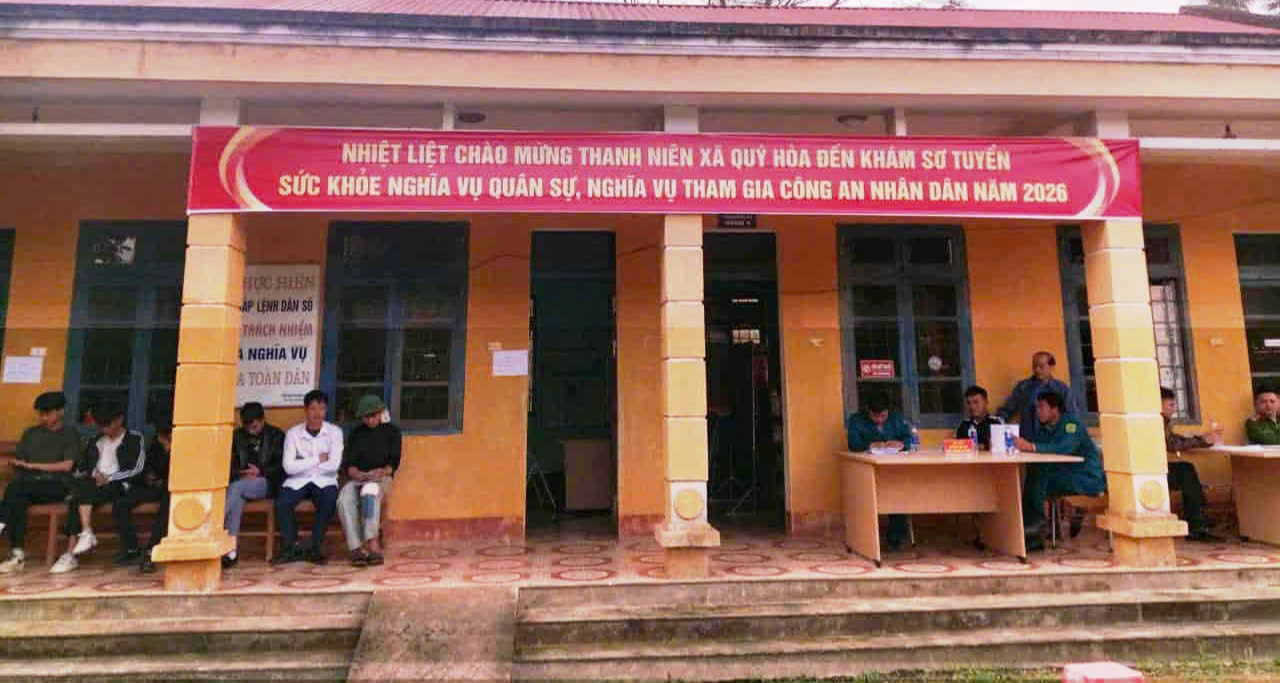 NHIỆT LIỆT CHÀO MỪNG THANH NIÊN XÃ QUÝ HÒA ĐẾN KHÁM SƠ TUYỂN
SỨC KHỎE NGHĨA VỤ QUÂN SỰ, NGHĨA VỤ THAM GIA CÔNG AN NHÂN DÂN NĂM 2026
HỰC HIỆN
ÁP LỆNH DÂN SỐ
TRÁCH NHIỆM
À NGHĨA VỤ
A TOÀN DÂN